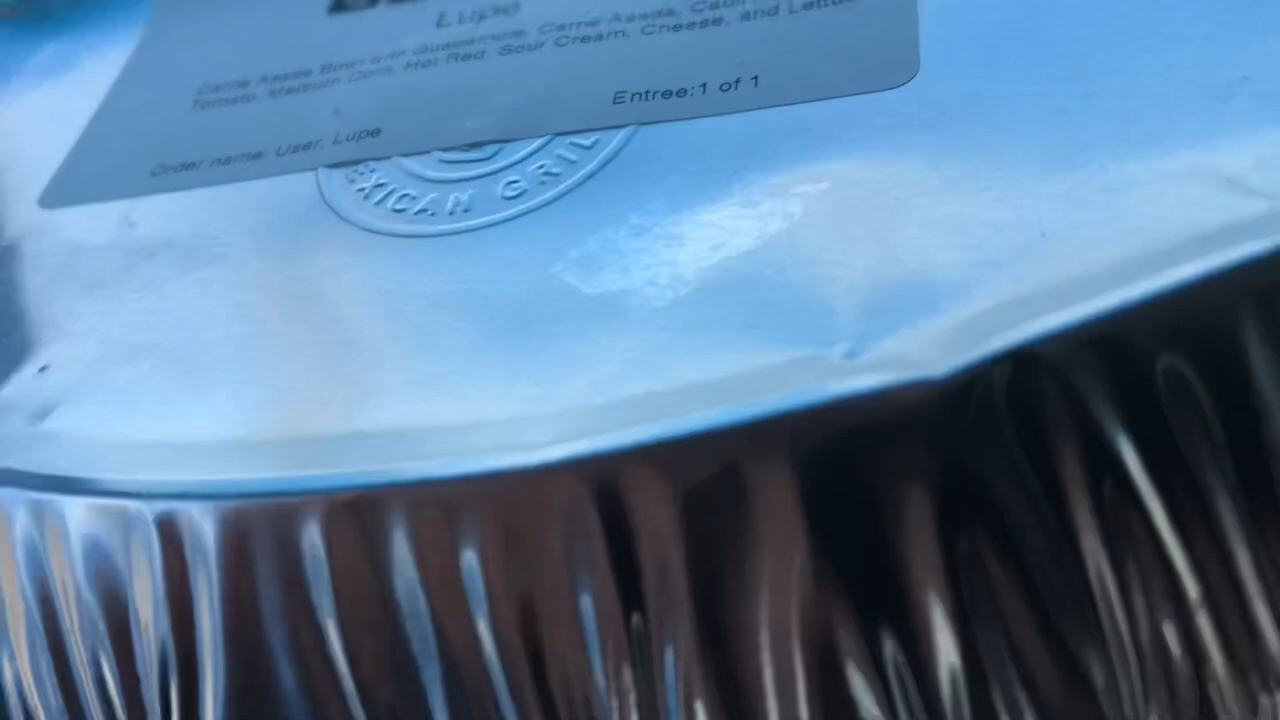 Lupe
Carne Asada Bowl with Guacamole, Carne Asada,
Tomato, Medium Corn, Hot Red, Sour Cream, Cheese, and
Entree:1 of 1
Order name: User, Lupe
EXICAN GRIL